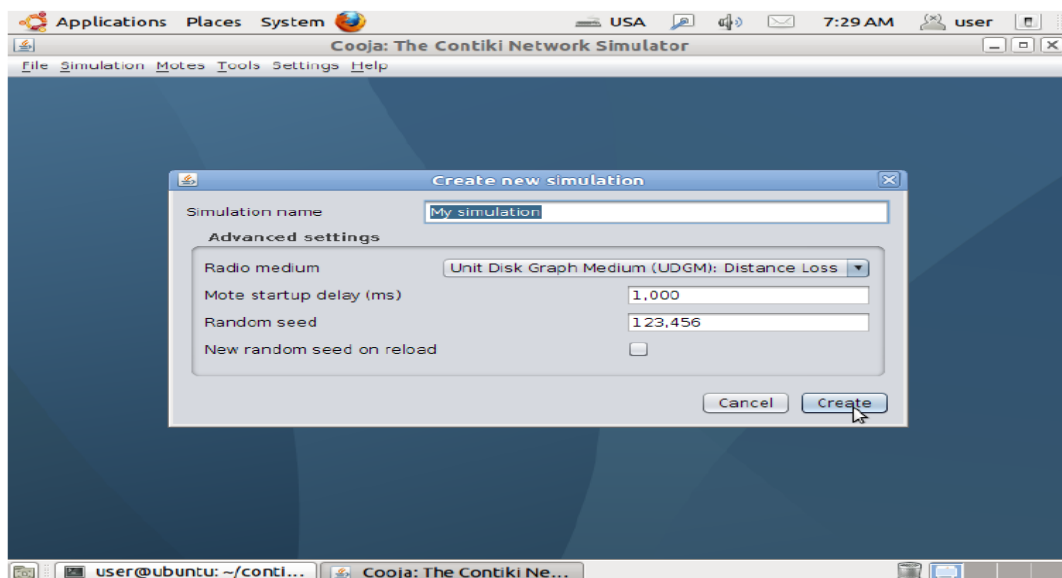 Applications Places System USA 7:29 AM user
Cooja: The Contiki Network Simulator
File Simulation Motes Tools Settings Help
Create new simulation
Simulation name My simulation
Advanced settings
Radio medium Unit Disk Graph Medium (UDGM): Distance Loss
Mote startup delay (ms) 1,000
Random seed 123,456
New random seed on reload
Cancel Create
user@ubuntu: ~/conti... Cooja: The Contiki Ne...